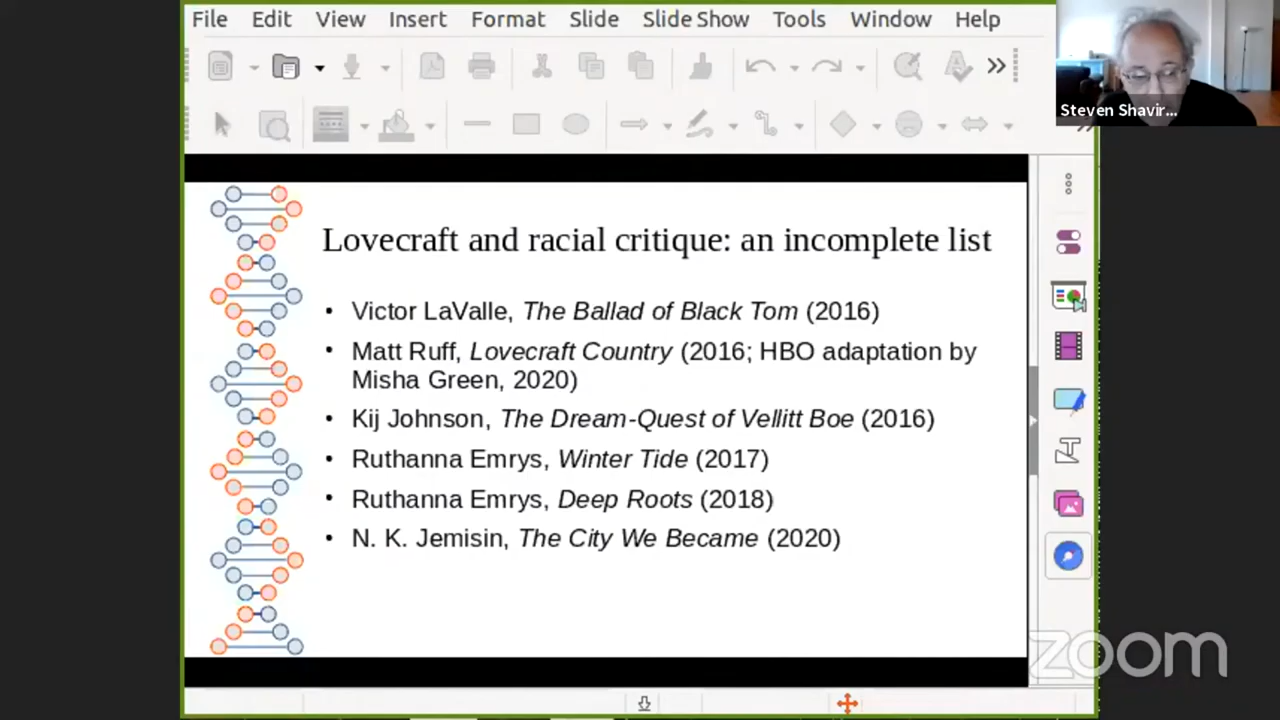 File Edit View Insert Format Slide Slide Show Tools Window Help
Steven Shavir...
Lovecraft and racial critique: an incomplete list
• Victor LaValle, The Ballad of Black Tom (2016)
• Matt Ruff, Lovecraft Country (2016; HBO adaptation by
Misha Green, 2020)
• Kij Johnson, The Dream-Quest of Vellitt Boe (2016)
• Ruthanna Emrys, Winter Tide (2017)
• Ruthanna Emrys, Deep Roots (2018)
• N. K. Jemisin, The City We Became (2020)
zoom